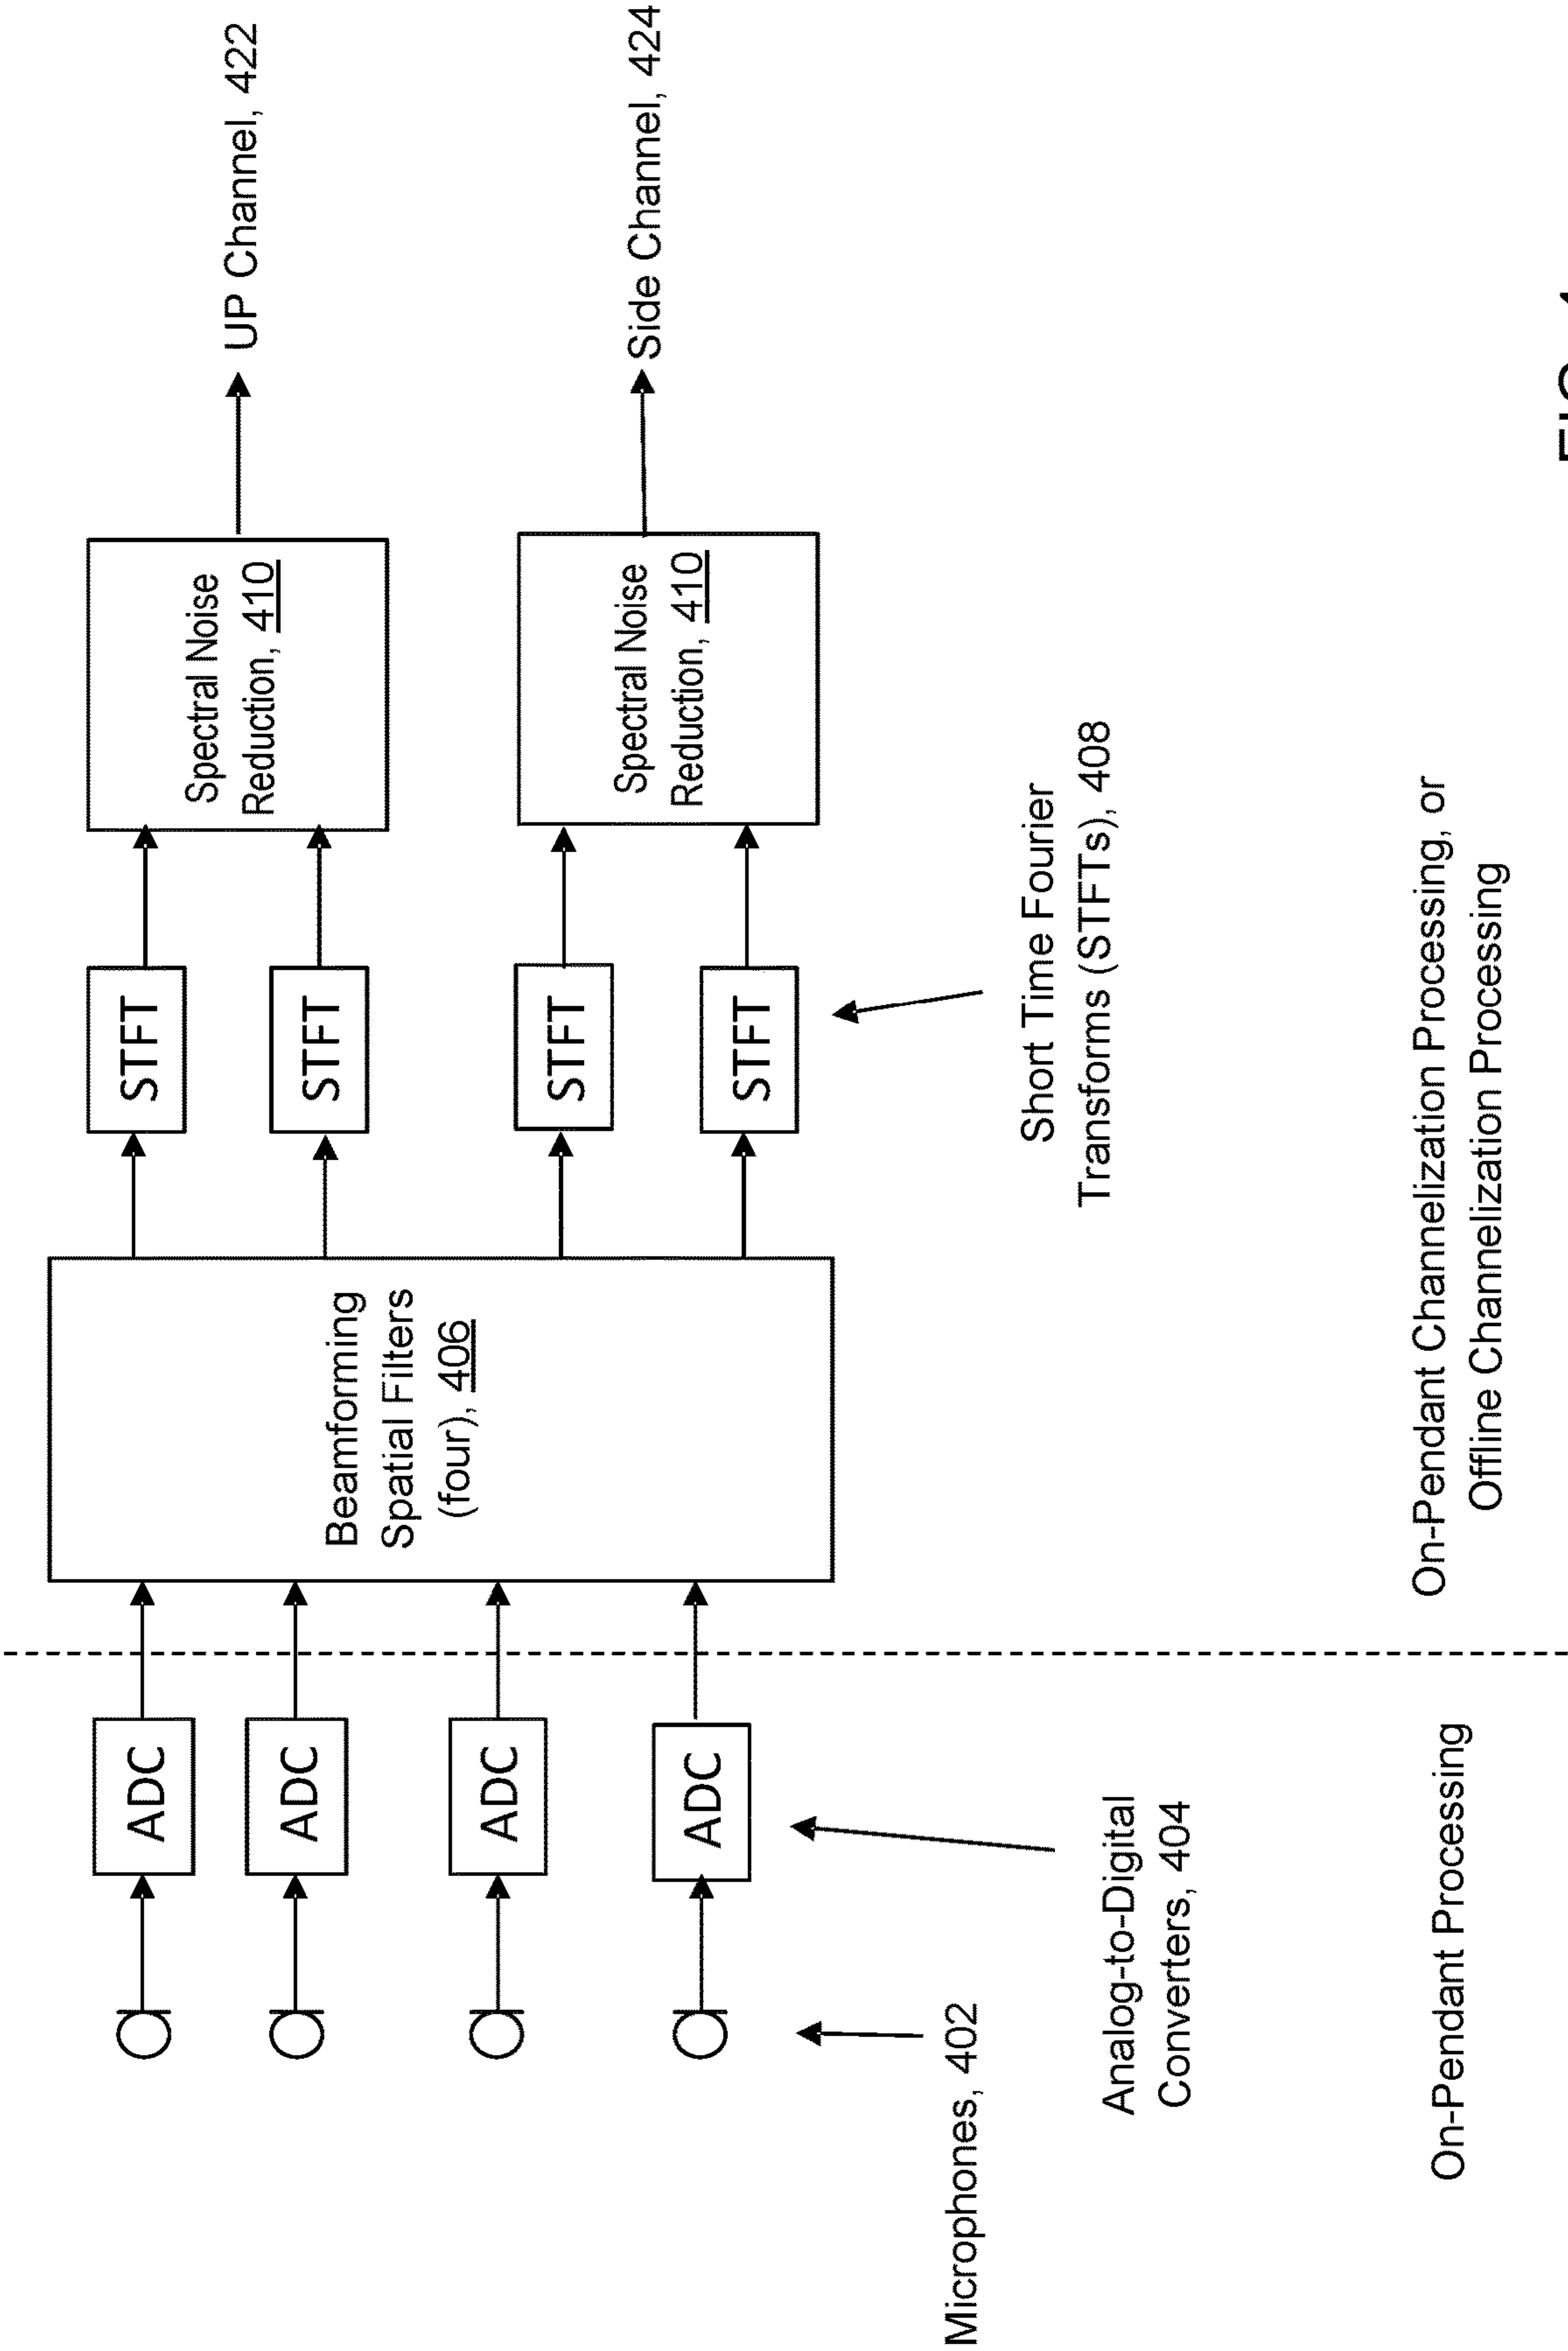 UP Channel, 422
Side Channel, 424
Spectral Noise
Reduction, 410
Spectral Noise
Reduction, 410
STFT
STFT
STFT
STFT
Short Time Fourier
Transforms (STFTs), 408
Beamforming
Spatial Filters
(four), 406
On-Pendant Channelization Processing, or
Offline Channelization Processing
ADC
ADC
ADC
ADC
Analog-to-Digital
Converters, 404
Microphones, 402
On-Pendant Processing